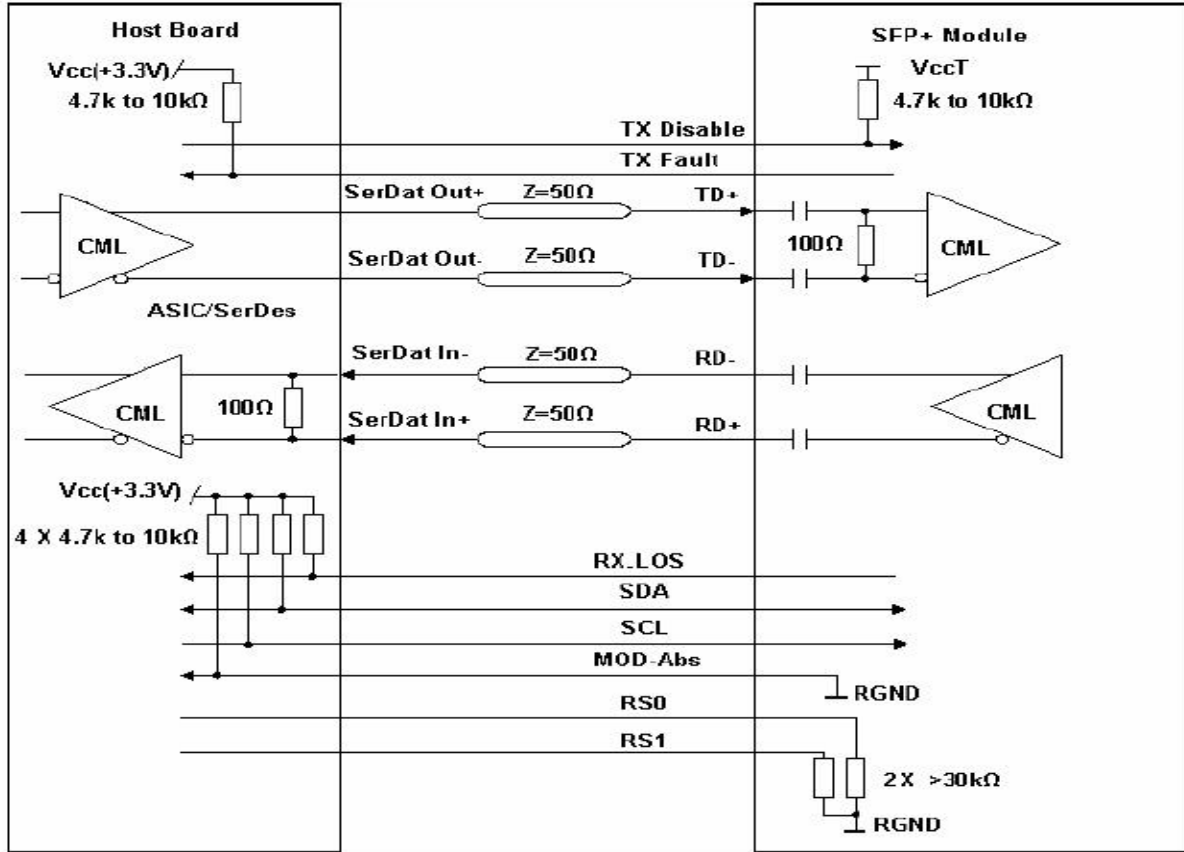 Host Board
SFP+ Module
Vcc(+3.3V)
4.7k to 10kΩ
VccT
4.7k to 10kΩ
TX Disable
TX Fault
SerDat Out+
Z=50Ω
TD+
CML
100Ω
CML
SerDat Out-
Z=50Ω
TD-
ASIC/SerDes
SerDat In-
Z=50Ω
RD-
CML
100Ω
SerDat In+
Z=50Ω
RD+
CML
Vcc(+3.3V)
4 X 4.7k to 10kΩ
RX_LOS
SDA
SCL
MOD-Abs
RGND
RS0
RS1
2X >30kΩ
RGND